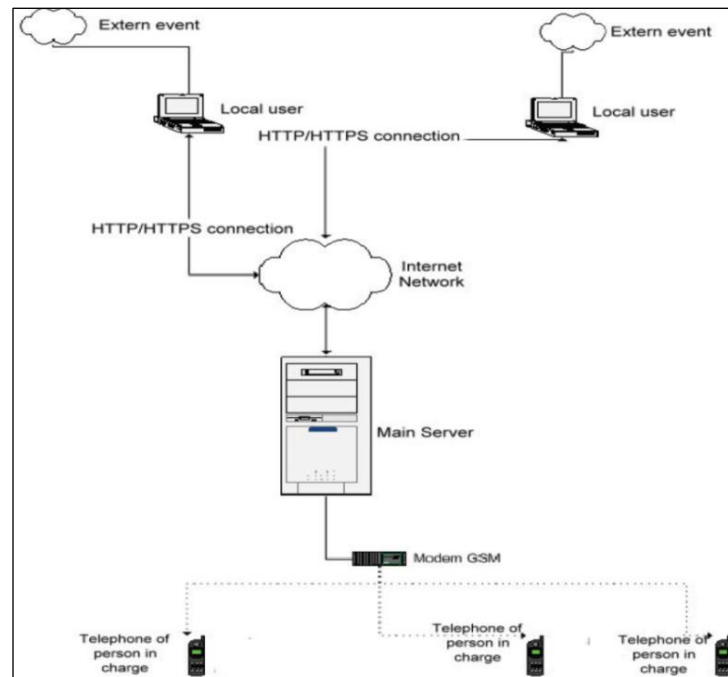 Extern event
Extern event
Local user
Local user
HTTP/HTTPS connection
HTTP/HTTPS connection
Internet
Network
Main Server
Modem GSM
Telephone of
person in
charge
Telephone of
person in
charge
Telephone of
person in
charge